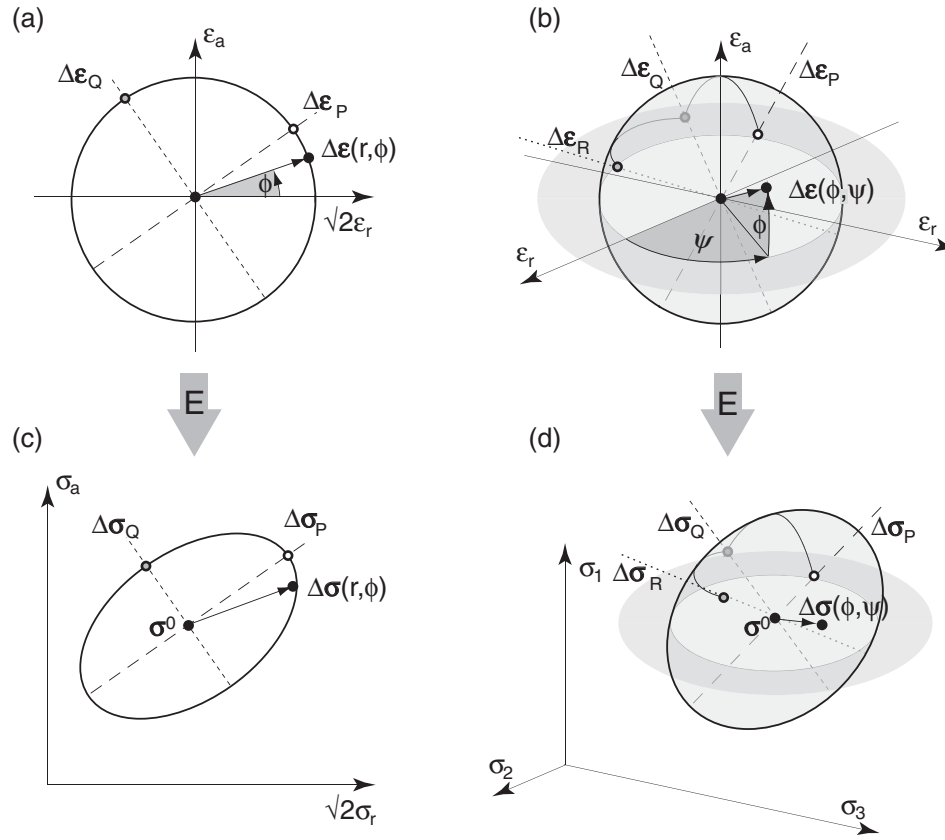 (a)
εa
ΔεQ
ΔεP
Δε(r,ϕ)
ϕ
√2εr
(b)
εa
ΔεQ
ΔεP
ΔεR
Δε(ϕ,ψ)
ϕ
ψ
εr
εr
E
E
(c)
σa
ΔσQ
ΔσP
Δσ(r,ϕ)
σ0
√2σr
(d)
ΔσQ
ΔσP
σ1
ΔσR
Δσ(ϕ,ψ)
σ0
σ2
σ3